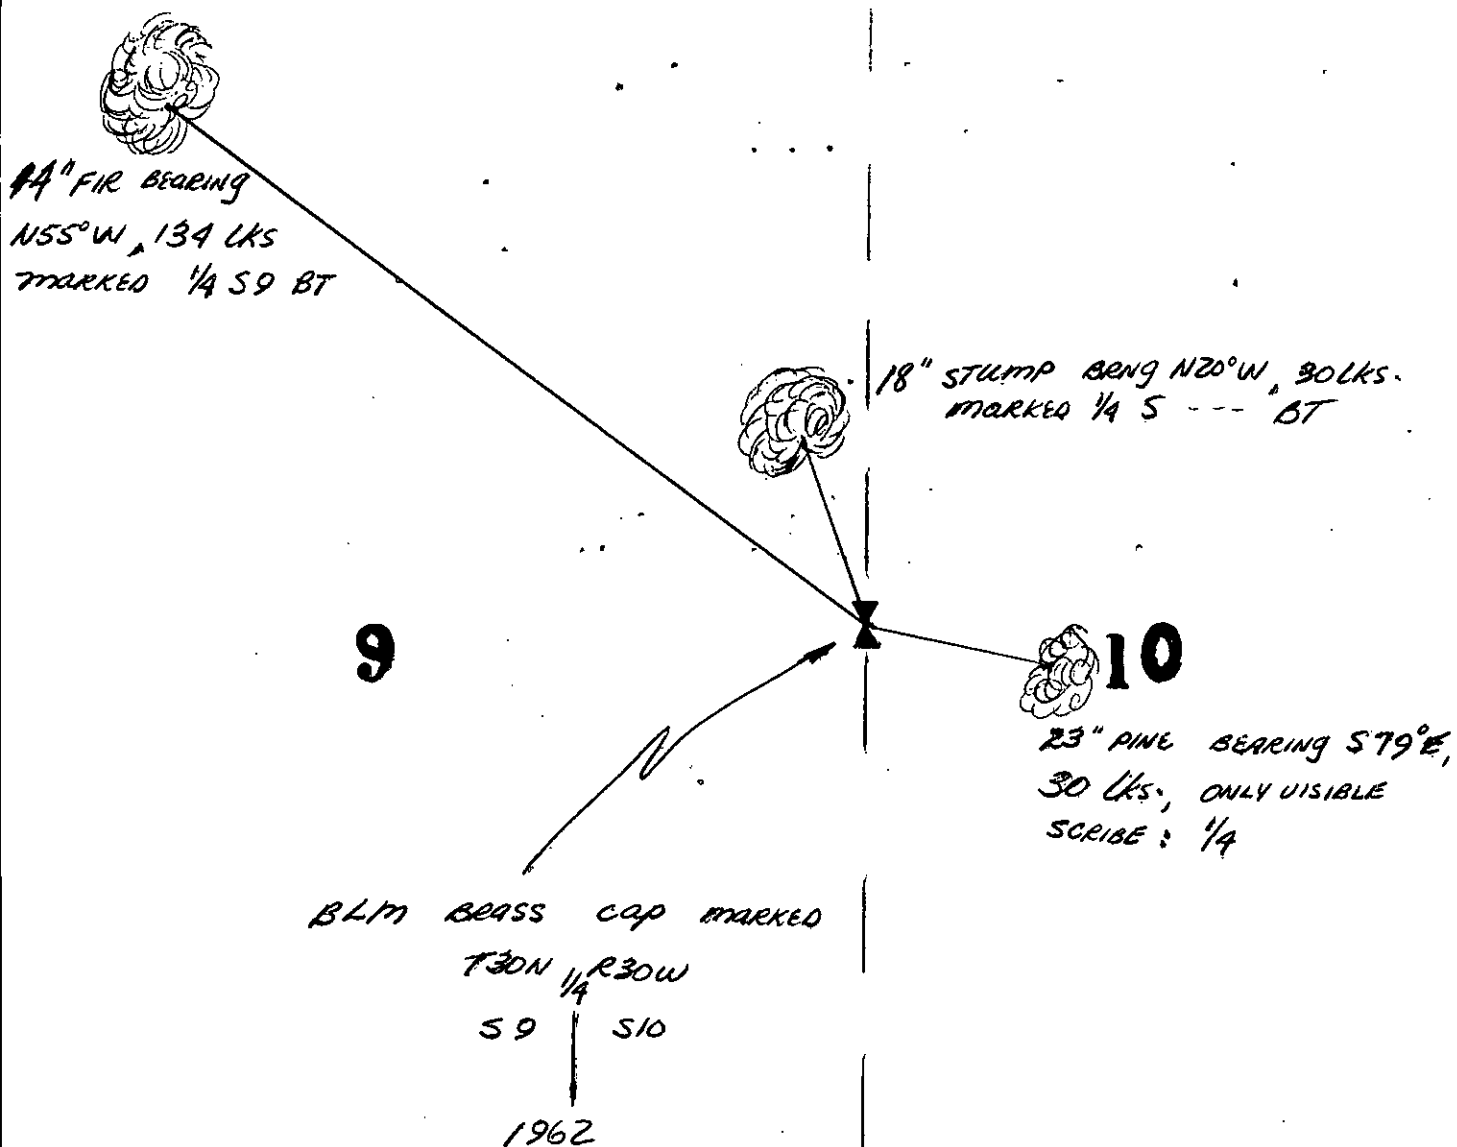 14" FIR BEARING
N55°W, 134 LKS
MARKED 1/4 S9 BT
18" STUMP BRNG N20°W, 30LKS.
MARKED 1/4 S --- BT
9
10
23" PINE BEARING S79°E,
30 LKS., ONLY VISIBLE
SCRIBE: 1/4
BLM BRASS CAP MARKED
T30N 1/4 R30W
S9 S10
1962